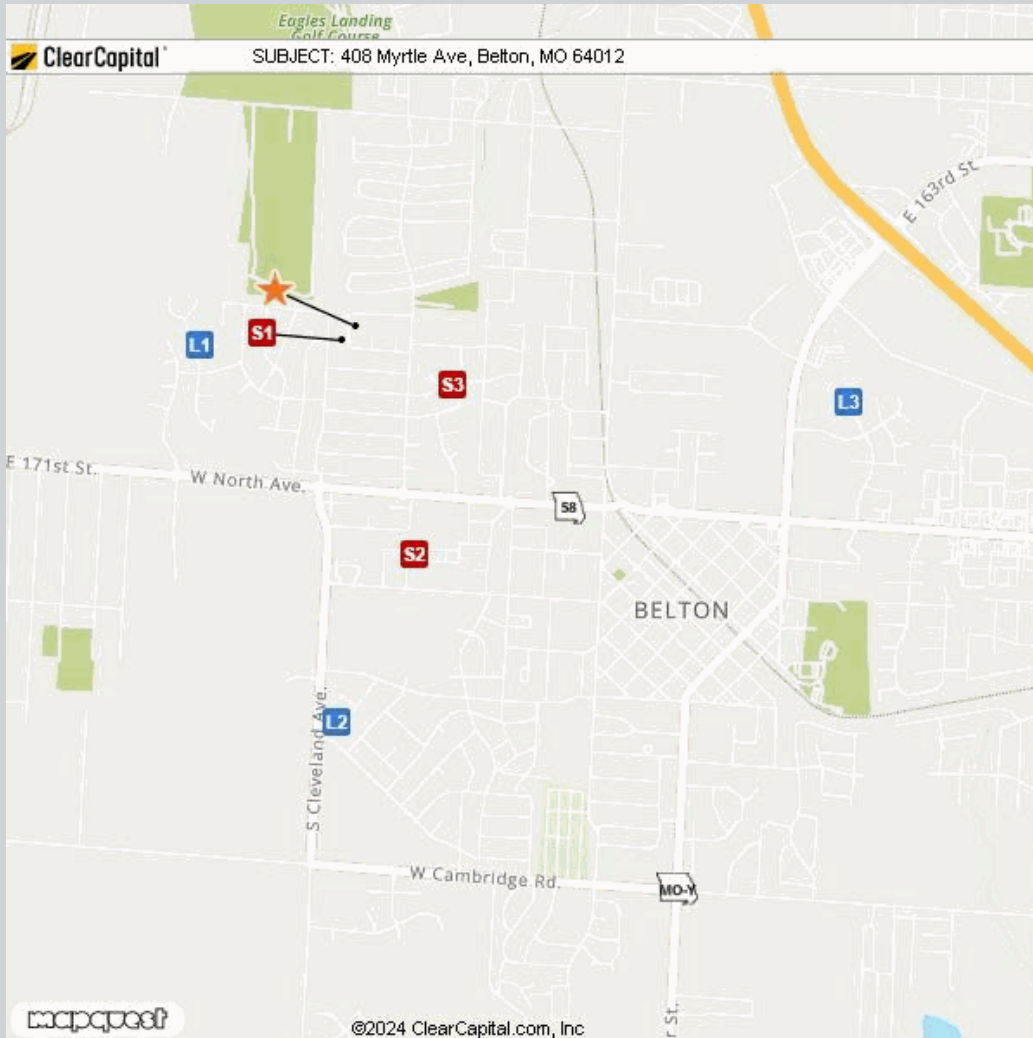 Eagles Landing
Golf Course
ClearCapital
SUBJECT: 408 Myrtle Ave, Belton, MO 64012
E 163rd St.
S1
L1
S3
L3
E 171st St.
W North Ave.
58
S2
BELTON
L2
S Cleveland Ave.
W Cambridge Rd.
MO-Y
r St.
mapquest
©2024 ClearCapital.com, Inc